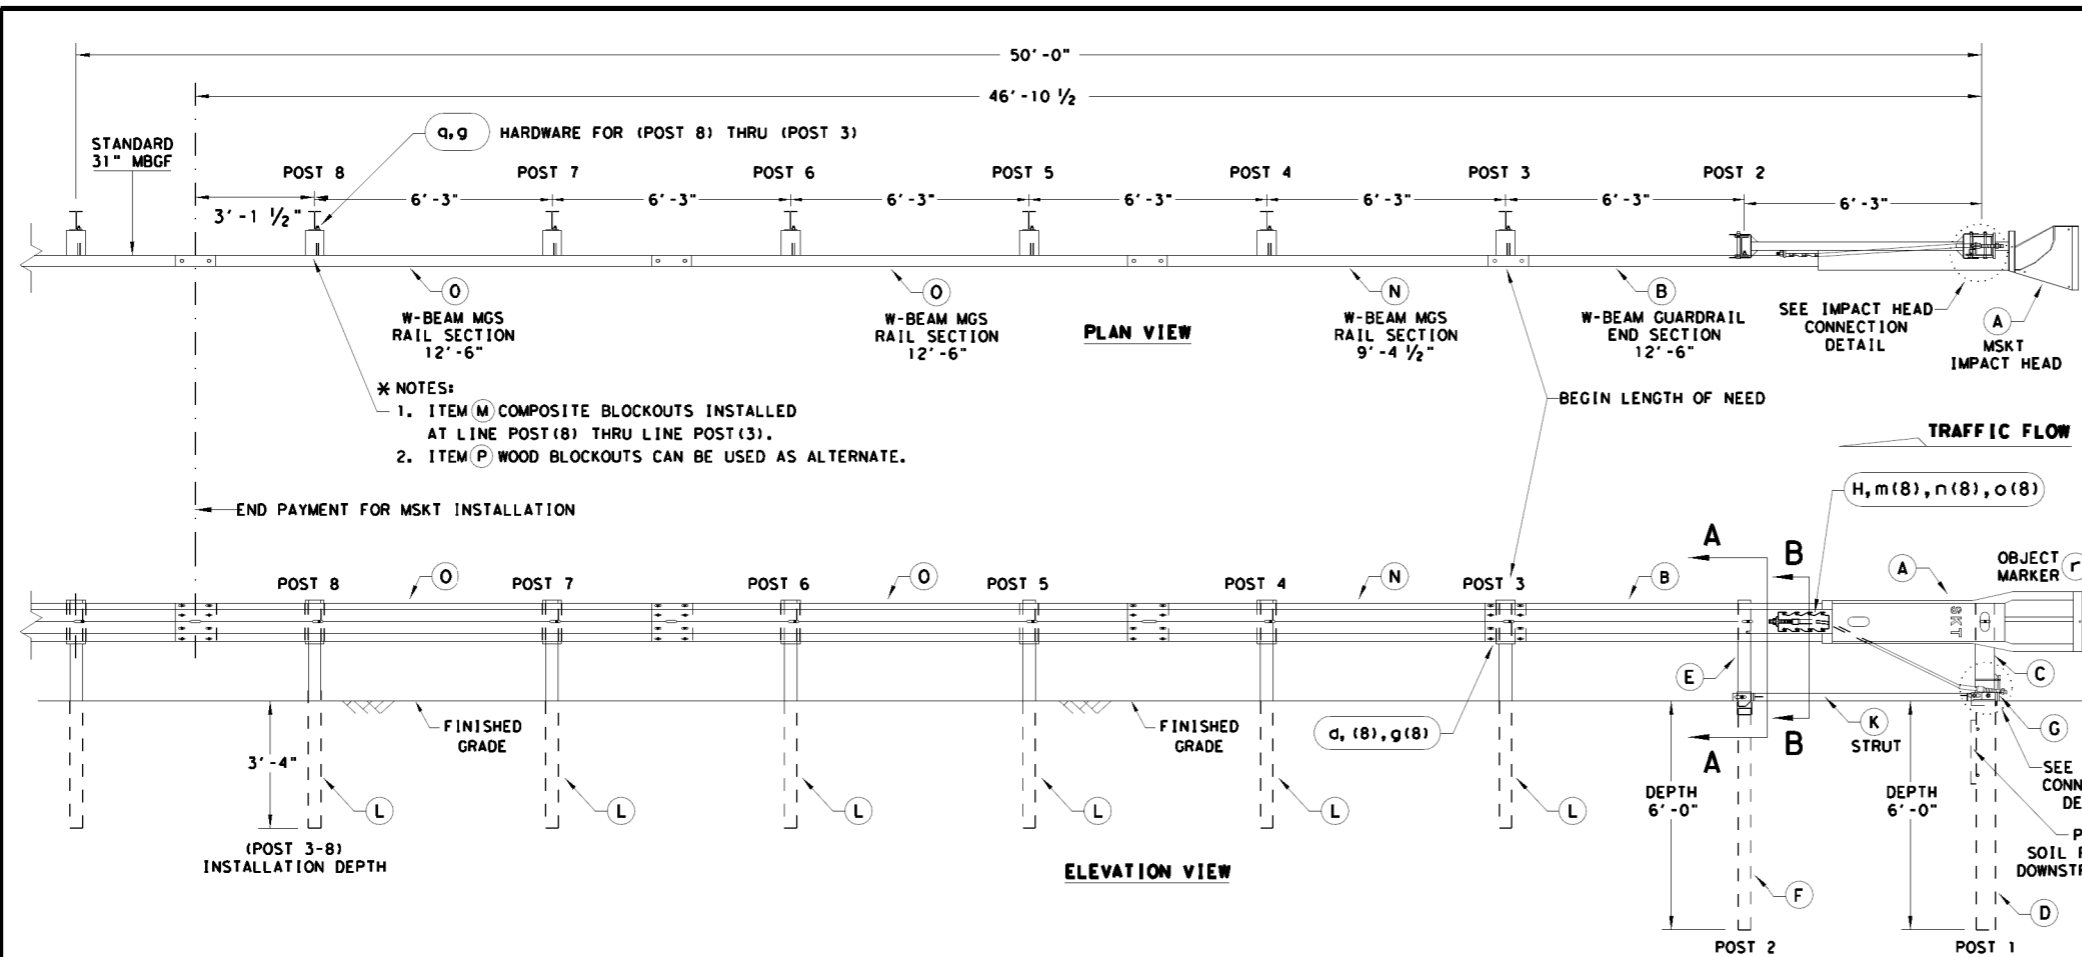 50'-0"
46'-10 ½
a,g HARDWARE FOR (POST 8) THRU (POST 3)
STANDARD
31" MBGF
POST 8
POST 7
POST 6
POST 5
POST 4
POST 3
POST 2
3'-1 ½"
6'-3"
6'-3"
6'-3"
6'-3"
6'-3"
6'-3"
6'-3"
O
W-BEAM MGS
RAIL SECTION
12'-6"
O
W-BEAM MGS
RAIL SECTION
12'-6"
PLAN VIEW
N
W-BEAM MGS
RAIL SECTION
9'-4 ½"
B
W-BEAM GUARDRAIL
END SECTION
12'-6"
SEE IMPACT HEAD
CONNECTION
DETAIL
A
MSKT
IMPACT HEAD
* NOTES:
1. ITEM M COMPOSITE BLOCKOUTS INSTALLED
AT LINE POST(8) THRU LINE POST(3).
2. ITEM P WOOD BLOCKOUTS CAN BE USED AS ALTERNATE.
BEGIN LENGTH OF NEED
TRAFFIC FLOW
END PAYMENT FOR MSKT INSTALLATION
H,m(8),n(8),o(8)
A
B
OBJECT
MARKER r
POST 8
O
POST 7
POST 6
O
POST 5
POST 4
N
POST 3
B
A
SKT
E
C
FINISHED
GRADE
FINISHED
GRADE
d, (8),g(8)
K
STRUT
G
A
B
3'-4"
L
L
L
L
L
L
DEPTH
6'-0"
DEPTH
6'-0"
SEE
CONN
DE
P
SOIL
DOWNSTR
(POST 3-8)
INSTALLATION DEPTH
ELEVATION VIEW
F
D
POST 2
POST 1